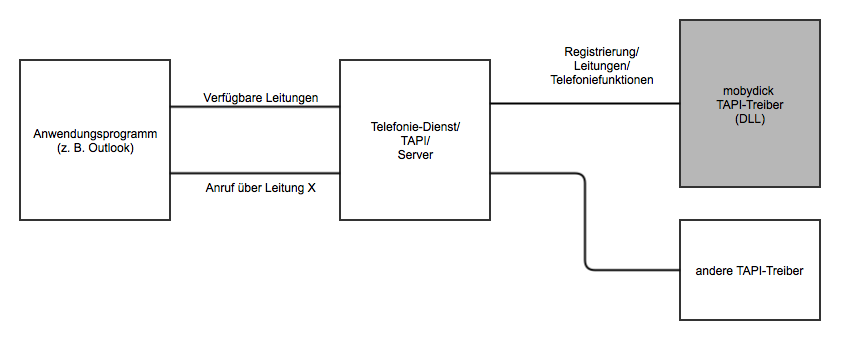 Anwendungsprogramm
(z. B. Outlook)
Verfügbare Leitungen
Anruf über Leitung X
Telefonie-Dienst/
TAPI/
Server
Registrierung/
Leitungen/
Telefoniefunktionen
mobydick
TAPI-Treiber
(DLL)
andere TAPI-Treiber